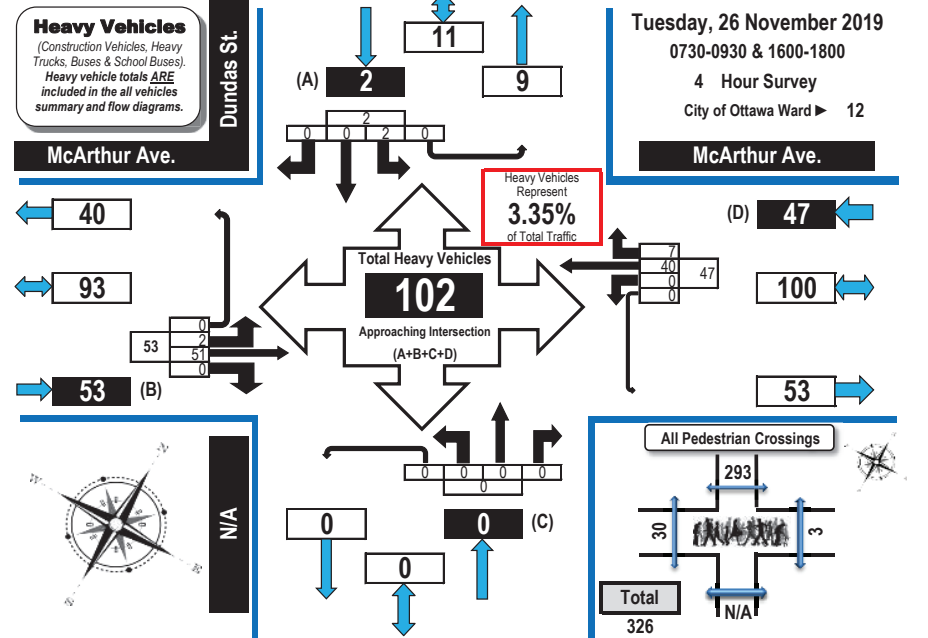 Heavy Vehicles
(Construction Vehicles, Heavy
Trucks, Buses & School Buses).
Heavy vehicle totals ARE
included in the all vehicles
summary and flow diagrams.
Dundas St.
McArthur Ave.
11
(A)
2
9
2
0 0 2 0
Tuesday, 26 November 2019
0730-0930 & 1600-1800
4 Hour Survey
City of Ottawa Ward ► 12
McArthur Ave.
40
93
53
0
2
51
0
53
(B)
Heavy Vehicles
Represent
3.35%
of Total Traffic
Total Heavy Vehicles
102
Approaching Intersection
(A+B+C+D)
(D)
47
7
40
0
0
47
100
53
N/A
0 0 0 0
0
0
0
(C)
0
All Pedestrian Crossings
293
30
3
N/A
Total
326
N
W
E
S